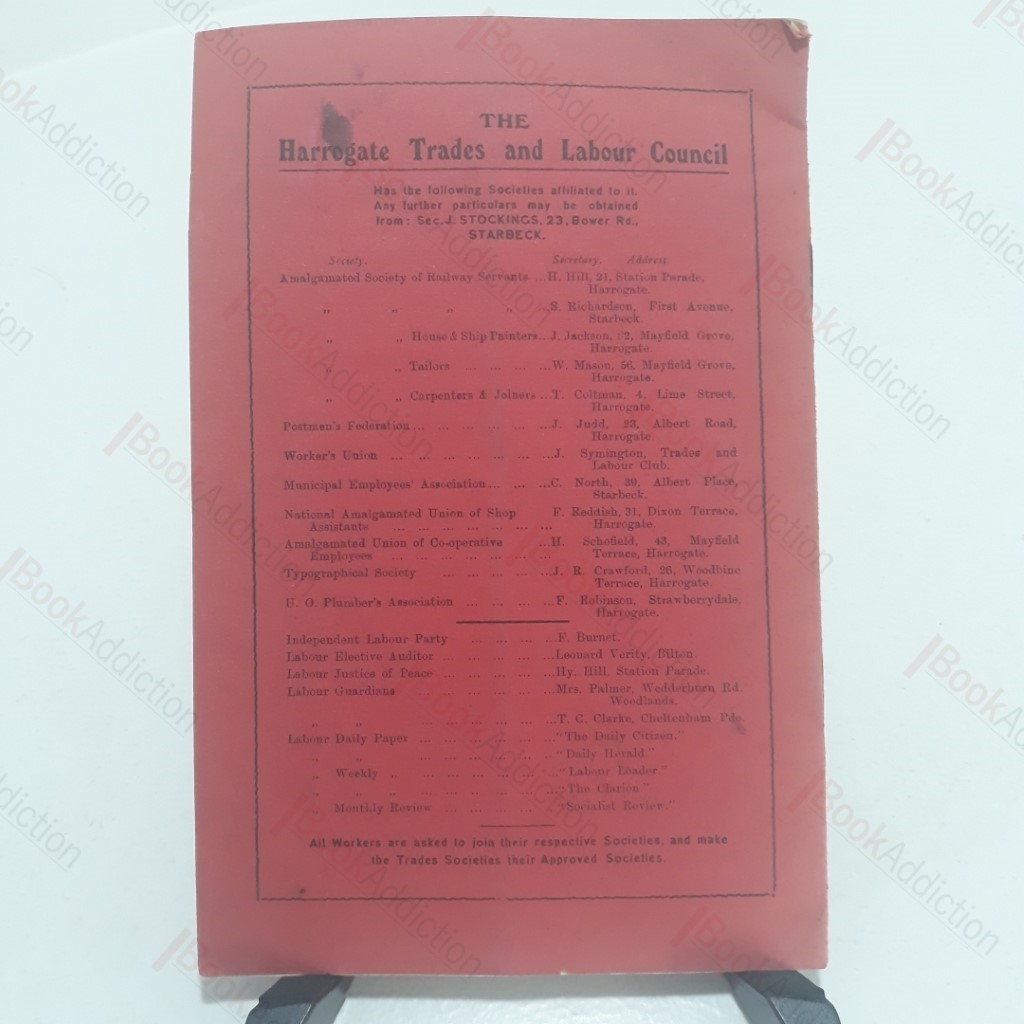 THE
Harrogate Trades and Labour Council
Has the following Societies affiliated to it.
Any further particulars may be obtained
from: Sec. J. STOCKINGS, 23, Bower Rd.,
STARBECK.
Society. Secretary. Address.
Amalgamated Society of Railway Servants ...H. Hill, 21, Station Parade,
Harrogate.
„ „ „ „ ...S. Richardson, First Avenue,
Starbeck
„ „ House & Ship Painters...J. Jackson, Mayfield Grove,
Harrogate.
„ „ Tailors ... ... ... ...W. Mason, 56, Mayfield Grove,
Harrogate.
„ „ Carpenters & Joiners ...T. Coltman, 4, Lime Street,
Harrogate.
Postmen's Federation ... ... ... ... ... ...J. Judd, 23, Albert Road,
Harrogate.
Worker's Union ... ... ... ... ... ... ...J. Symington, Trades and
Labour Club.
Municipal Employees' Association ... ... ...C. North, 39, Albert Place,
Starbeck.
National Amalgamated Union of Shop F. Reddish, 31, Dixon Terrace,
Assistants ... ... ... ... ... ... ... Harrogate.
Amalgamated Union of Co-operative ...H. Schofield, 43, Mayfield
Employees ... ... ... ... ... ... ... Terrace, Harrogate.
Typographical Society ... ... ... ... ...J. R. Crawford, 26, Woodbine
Terrace, Harrogate.
U. O. Plumber's Association ... ... ... ...F. Robinson, Strawberrydale,
Harrogate.
Independent Labour Party ... ... ... ...F. Burnet.
Labour Elective Auditor ... ... ... ... ...Leonard Verity, Bilton.
Labour Justice of Peace ... ... ... ... ...Hy. Hill, Station Parade.
Labour Guardians ... ... ... ... ...Mrs. Palmer, Wedderburn Rd.
Woodlands.
„ „ ... ... ... ... ... ...T. C. Clarke, Cheltenham Pde.
Labour Daily Paper ... ... ... ... ... ..."The Daily Citizen."
„ „ ... ... ... ... ... ..."Daily Herald."
„ Weekly „ ... ... ... ... ..."Labour Leader."
„ „ „ ... ... ... ... ..."The Clarion."
„ Monthly Review ... ... ... ... ..."Socialist Review."
All Workers are asked to join their respective Societies, and make
the Trades Societies their Approved Societies.
BookAddiction